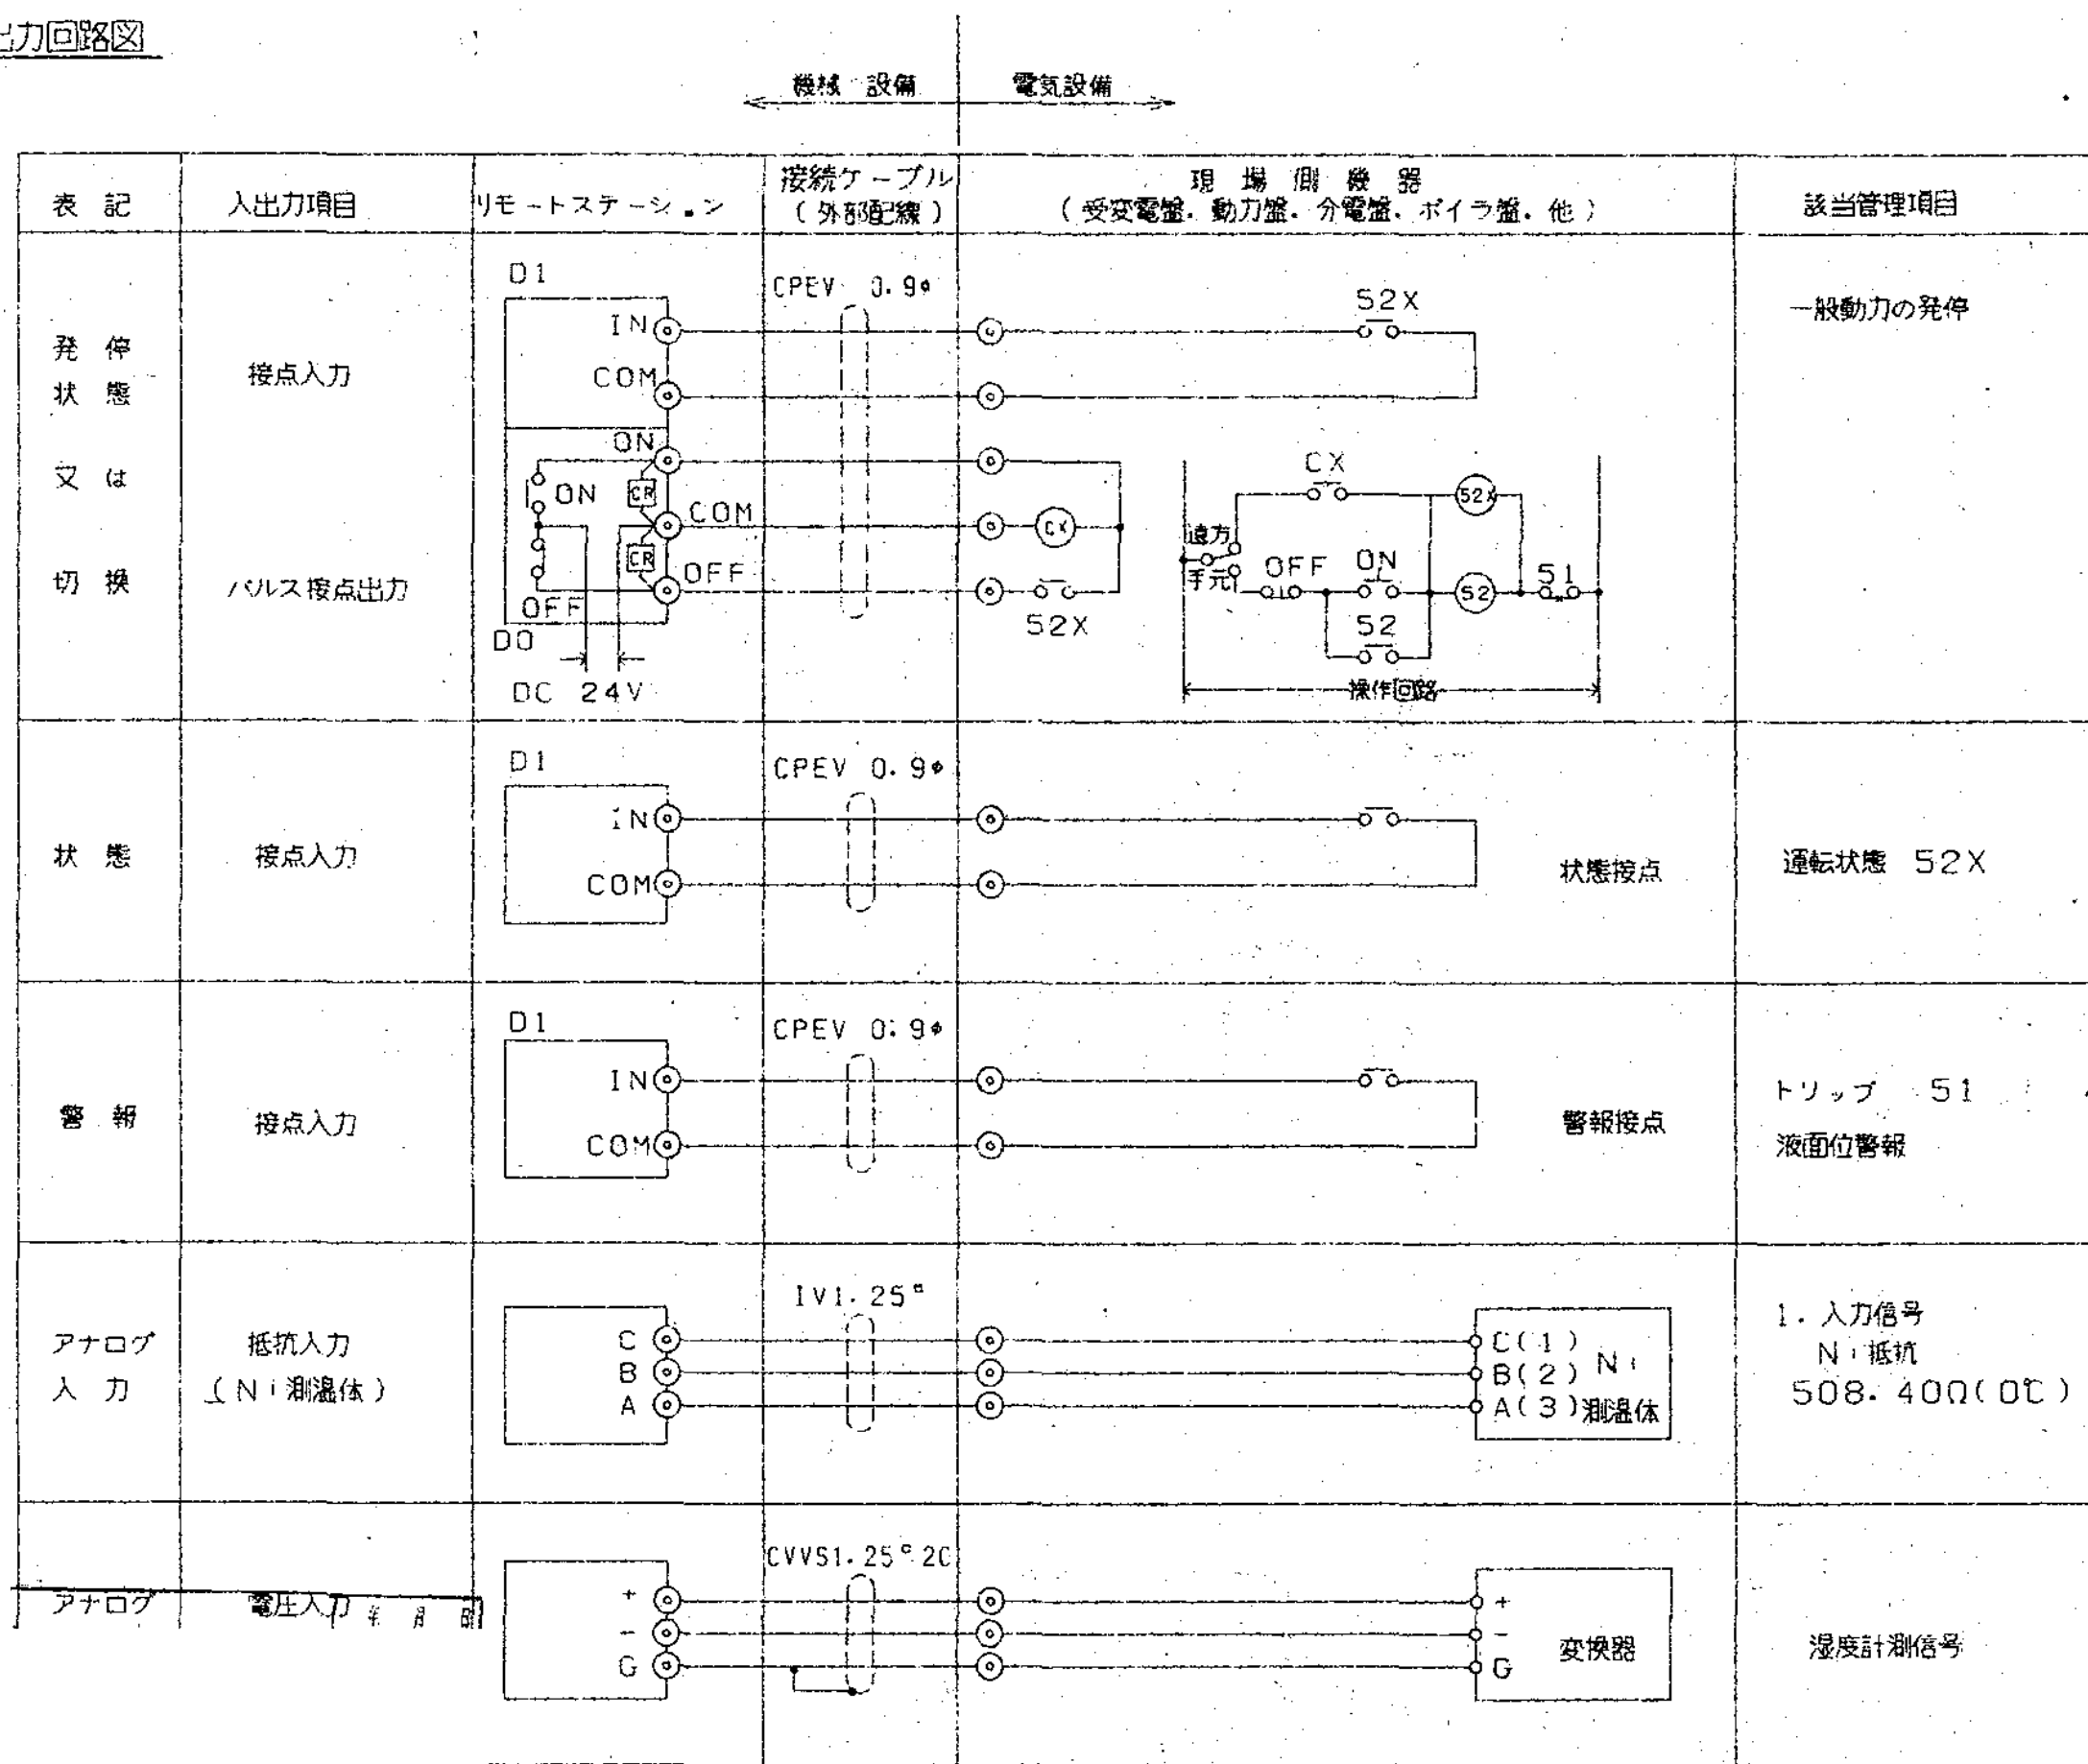 出力回路図
機械 設備
電気設備
表 記
入出力項目
リモートステーション
接続ケーブル
(外部配線)
現 場 側 機 器
(受変電盤.動力盤.分電盤.ボイラ盤.他)
該当管理項目
発 停
状 態
又 は
切 換
接点入力
パルス接点出力
D1
IN
COM
ON
ON
CR
COM
CR
OFF
OFF
D0
DC 24V
CPEV 0.9φ
52X
CX
52X
CX
52X
遠方
手元
OFF
ON
52
51
52
操作回路
一般動力の発停
状 態
接点入力
D1
IN
COM
CPEV 0.9φ
状態接点
運転状態 52X
警 報
接点入力
D1
IN
COM
CPEV 0.9φ
警報接点
トリップ 51
液面位警報
アナログ
入 力
抵抗入力
(Ni測温体)
C
B
A
IV1.25□
C(1)
B(2) Ni
A(3)測温体
1.入力信号
Ni抵抗
508.40Ω(0℃)
アナログ
電圧入力
年 月 日
+
-
G
CVVS1.25□2C
+
-
G
変換器
湿度計測信号